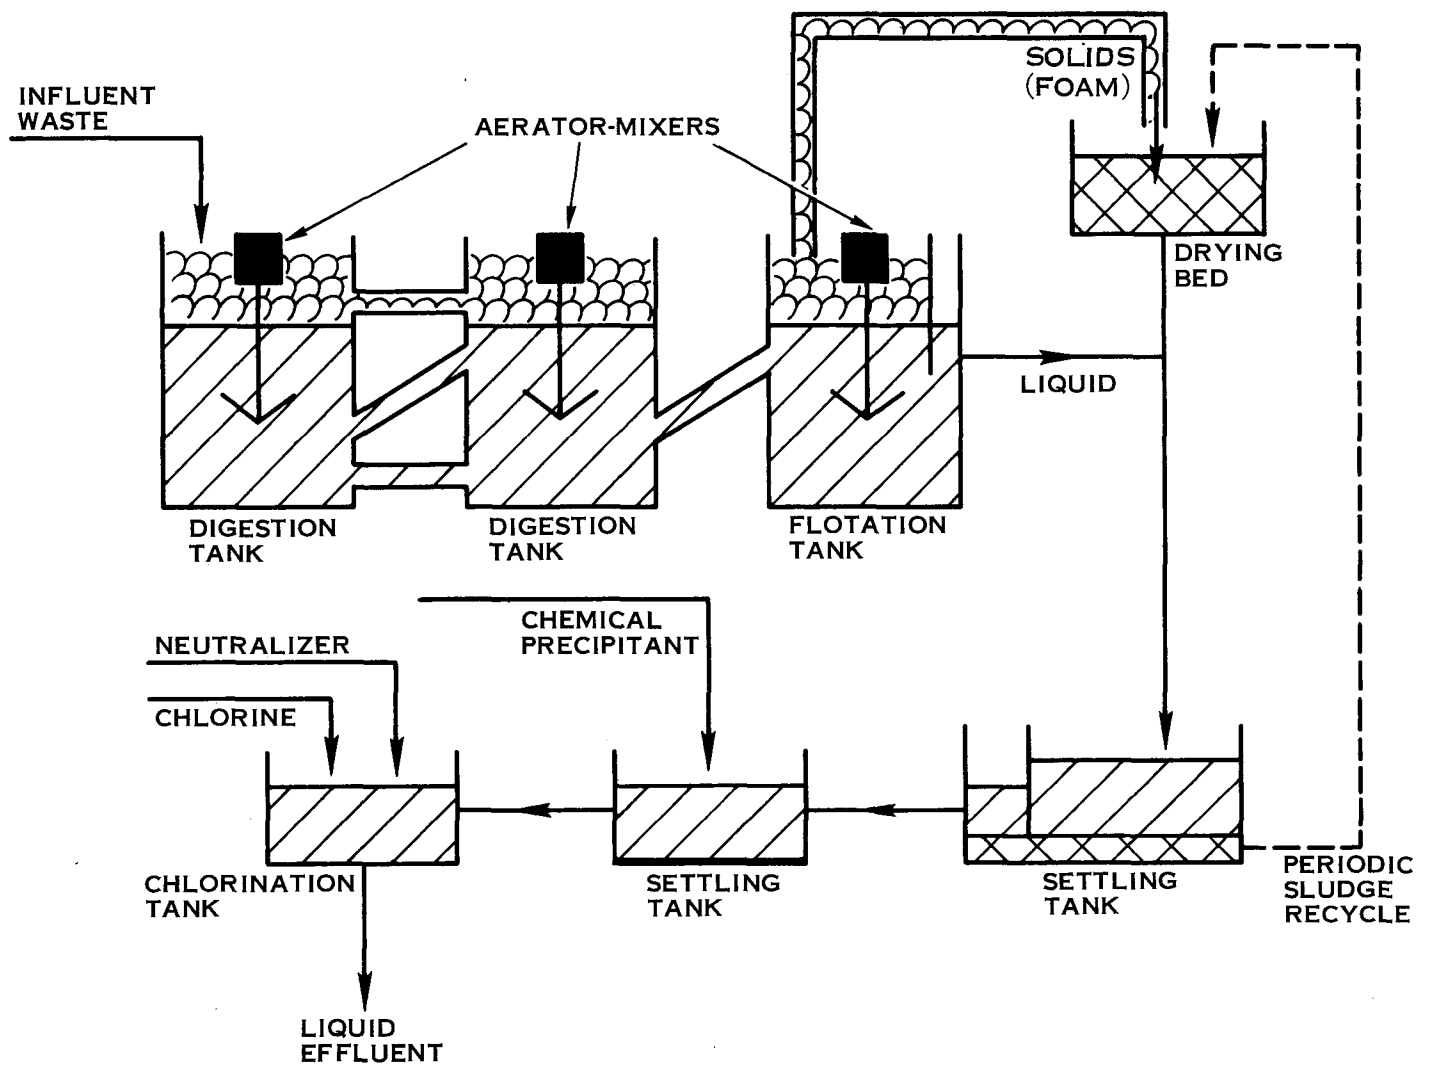 INFLUENT
WASTE
AERATOR-MIXERS
SOLIDS
(FOAM)
DRYING
BED
LIQUID
DIGESTION
TANK
DIGESTION
TANK
FLOTATION
TANK
CHEMICAL
PRECIPITANT
NEUTRALIZER
CHLORINE
CHLORINATION
TANK
SETTLING
TANK
SETTLING
TANK
PERIODIC
SLUDGE
RECYCLE
LIQUID
EFFLUENT